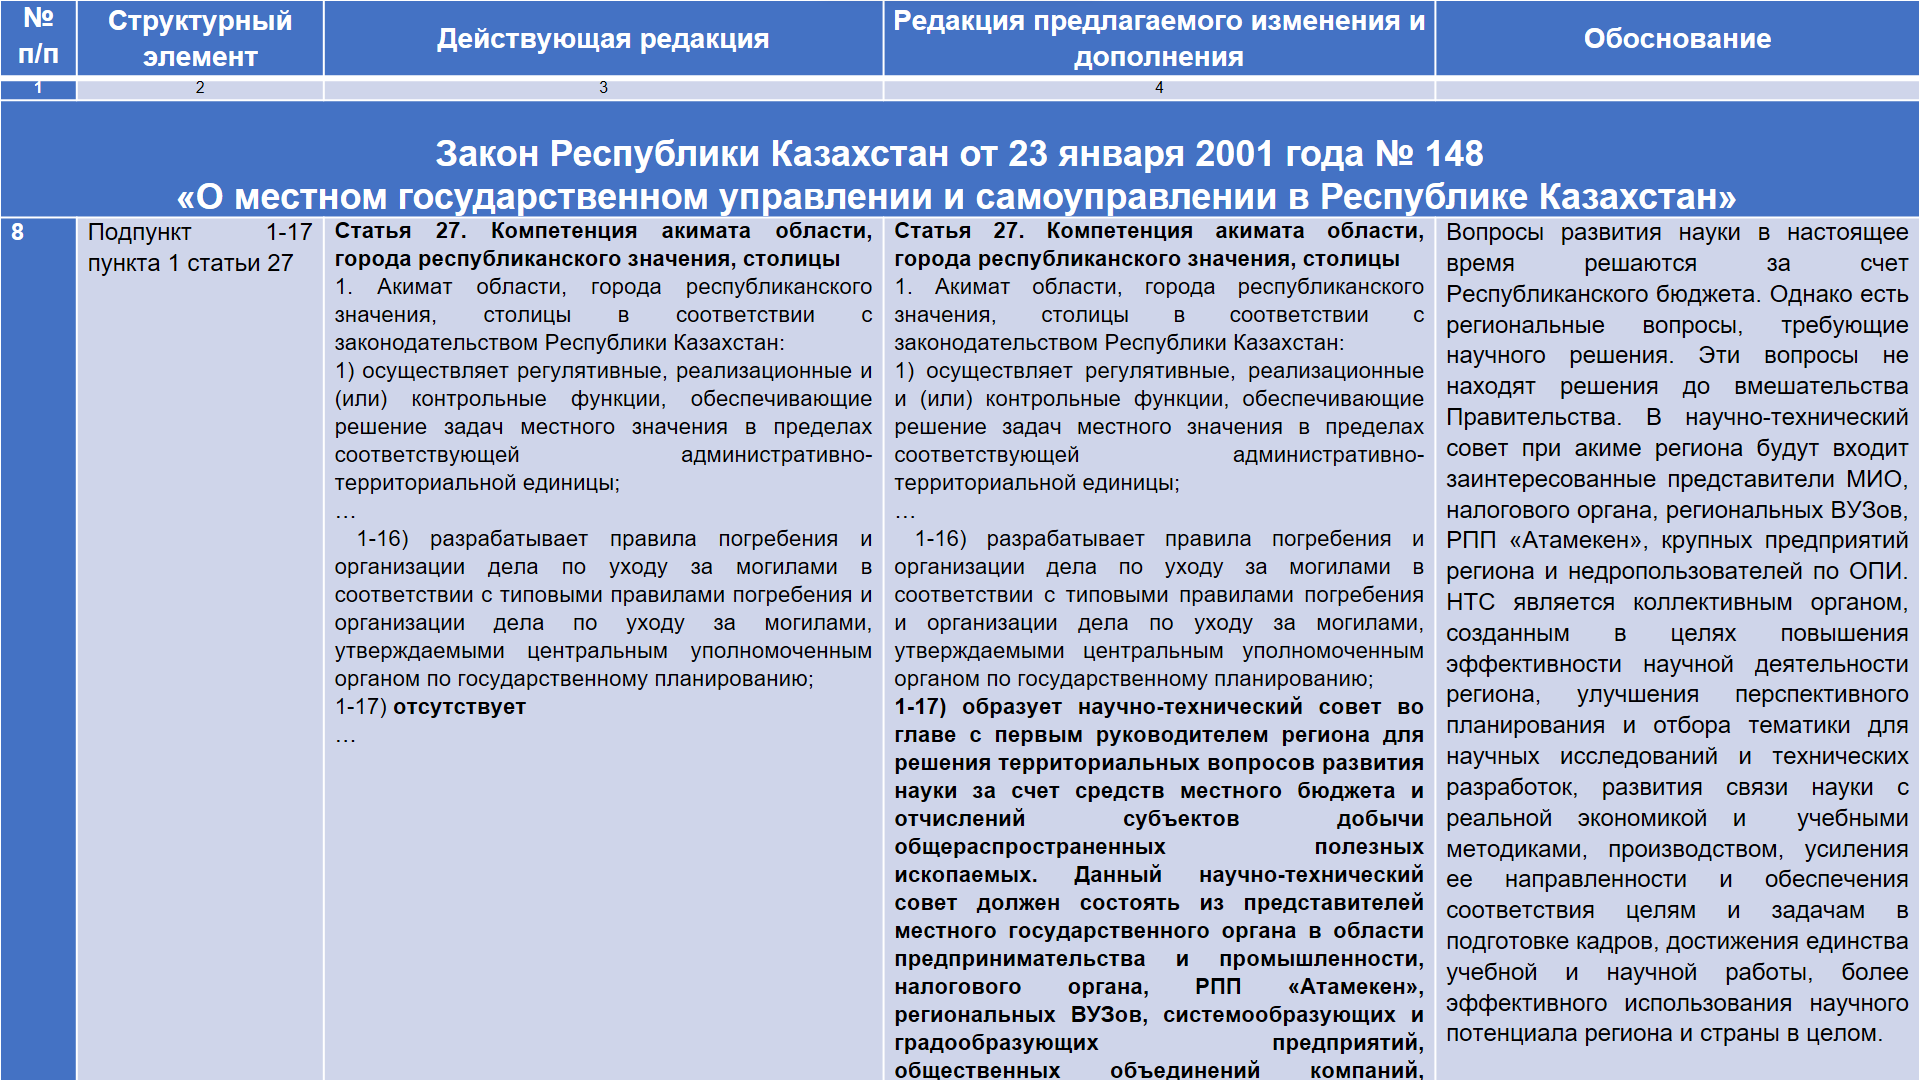 №
п/п
Структурный
элемент
Действующая редакция
Редакция предлагаемого изменения и
дополнения
Обоснование
1
2
3
4
Закон Республики Казахстан от 23 января 2001 года № 148
«О местном государственном управлении и самоуправлении в Республике Казахстан»
8
Подпункт 1-17
пункта 1 статьи 27
Статья 27. Компетенция акимата области,
города республиканского значения, столицы
1. Акимат области, города республиканского
значения, столицы в соответствии с
законодательством Республики Казахстан:
1) осуществляет регулятивные, реализационные и
(или) контрольные функции, обеспечивающие
решение задач местного значения в пределах
соответствующей административно-
территориальной единицы;
…
1-16) разрабатывает правила погребения и
организации дела по уходу за могилами в
соответствии с типовыми правилами погребения и
организации дела по уходу за могилами,
утверждаемыми центральным уполномоченным
органом по государственному планированию;
1-17) отсутствует
…
Статья 27. Компетенция акимата области,
города республиканского значения, столицы
1. Акимат области, города республиканского
значения, столицы в соответствии с
законодательством Республики Казахстан:
1) осуществляет регулятивные, реализационные
и (или) контрольные функции, обеспечивающие
решение задач местного значения в пределах
соответствующей административно-
территориальной единицы;
…
1-16) разрабатывает правила погребения и
организации дела по уходу за могилами в
соответствии с типовыми правилами погребения
и организации дела по уходу за могилами,
утверждаемыми центральным уполномоченным
органом по государственному планированию;
1-17) образует научно-технический совет во
главе с первым руководителем региона для
решения территориальных вопросов развития
науки за счет средств местного бюджета и
отчислений субъектов добычи
общераспространенных полезных
ископаемых. Данный научно-технический
совет должен состоять из представителей
местного государственного органа в области
предпринимательства и промышленности,
налогового органа, РПП «Атамекен»,
региональных ВУЗов, системообразующих и
градообразующих предприятий,
общественных объединений компаний,
Вопросы развития науки в настоящее
время решаются за счет
Республиканского бюджета. Однако есть
региональные вопросы, требующие
научного решения. Эти вопросы не
находят решения до вмешательства
Правительства. В научно-технический
совет при акиме региона будут входит
заинтересованные представители МИО,
налогового органа, региональных ВУЗов,
РПП «Атамекен», крупных предприятий
региона и недропользователей по ОПИ.
НТС является коллективным органом,
созданным в целях повышения
эффективности научной деятельности
региона, улучшения перспективного
планирования и отбора тематики для
научных исследований и технических
разработок, развития связи науки с
реальной экономикой и учебными
методиками, производством, усиления
ее направленности и обеспечения
соответствия целям и задачам в
подготовке кадров, достижения единства
учебной и научной работы, более
эффективного использования научного
потенциала региона и страны в целом.